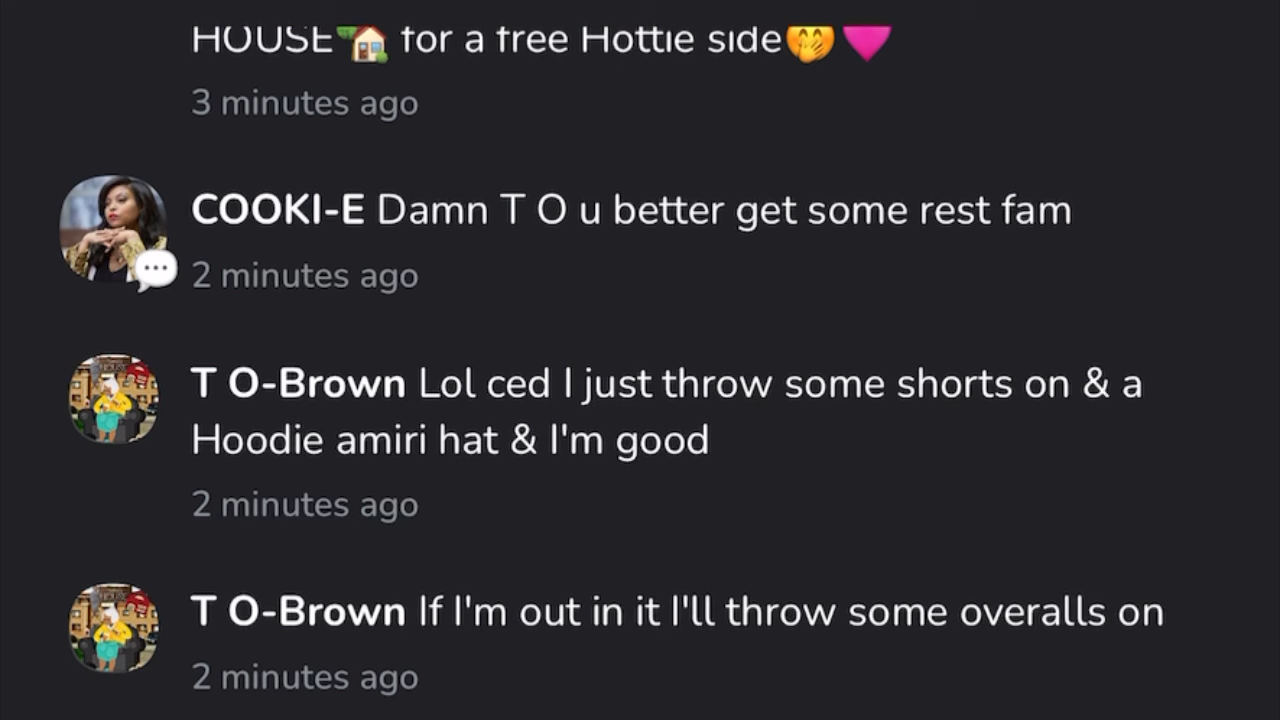 HOUSE🏡 for a free Hottie side🤭🩷
3 minutes ago
COOKI-E Damn T O u better get some rest fam
2 minutes ago
T O-Brown Lol ced I just throw some shorts on & a
Hoodie amiri hat & I'm good
2 minutes ago
T O-Brown If I'm out in it I'll throw some overalls on
2 minutes ago